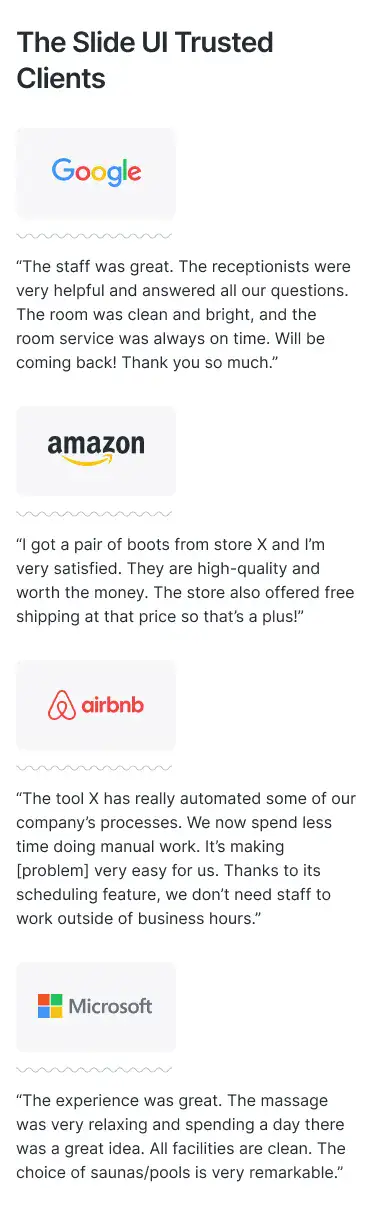 The Slide UI Trusted
Clients
Google
“The staff was great. The receptionists were
very helpful and answered all our questions.
The room was clean and bright, and the
room service was always on time. Will be
coming back! Thank you so much.”
amazon
“I got a pair of boots from store X and I’m
very satisfied. They are high-quality and
worth the money. The store also offered free
shipping at that price so that’s a plus!”
airbnb
“The tool X has really automated some of our
company’s processes. We now spend less
time doing manual work. It’s making
[problem] very easy for us. Thanks to its
scheduling feature, we don’t need staff to
work outside of business hours.”
Microsoft
“The experience was great. The massage
was very relaxing and spending a day there
was a great idea. All facilities are clean. The
choice of saunas/pools is very remarkable.”